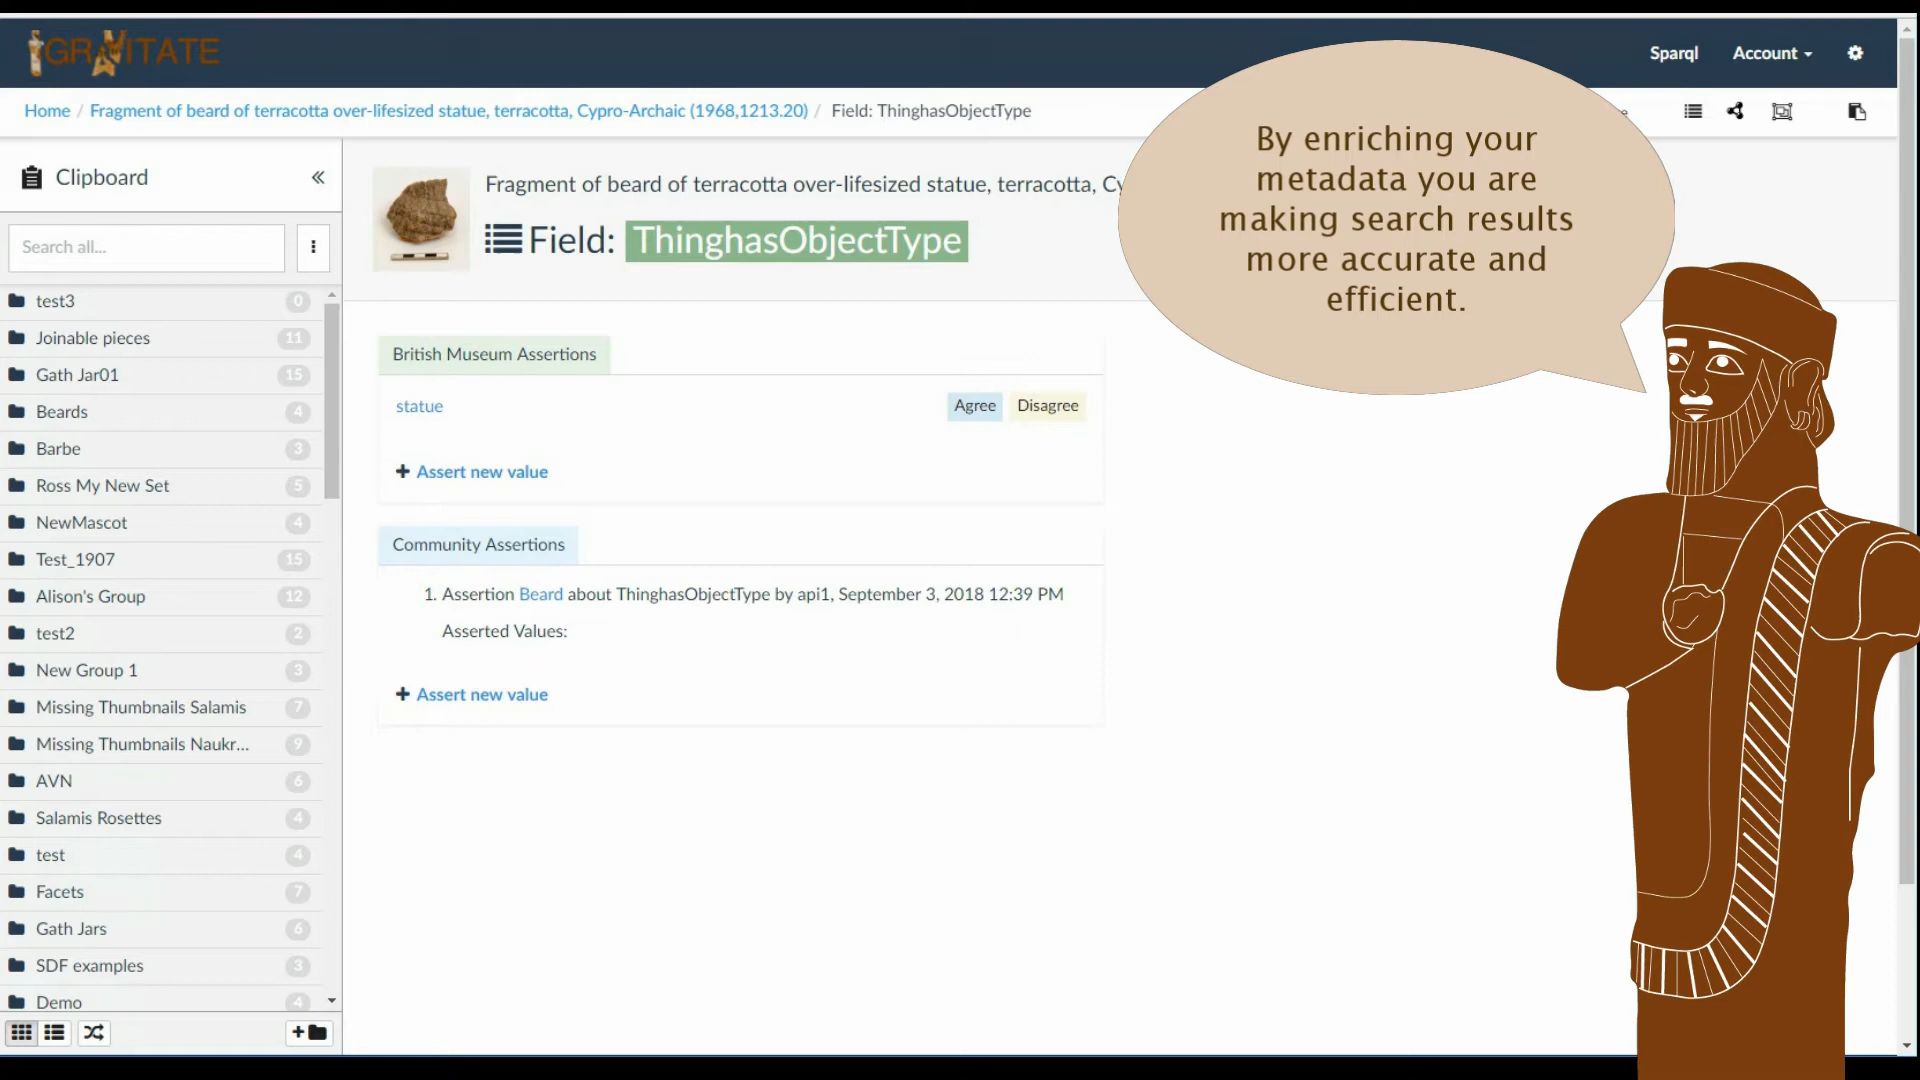 GRAVITATE
Sparql
Account
Home / Fragment of beard of terracotta over-lifesized statue, terracotta, Cypro-Archaic (1968,1213.20) / Field: ThinghasObjectType
Clipboard
Search all...
test3 0
Joinable pieces 11
Gath Jar01 15
Beards 4
Barbe 3
Ross My New Set 5
NewMascot 4
Test_1907 15
Alison's Group 12
test2 2
New Group 1 3
Missing Thumbnails Salamis 7
Missing Thumbnails Naukr... 9
AVN 6
Salamis Rosettes 4
test 4
Facets 7
Gath Jars 6
SDF examples 3
Demo 4
Fragment of beard of terracotta over-lifesized statue, terracotta, Cy
Field: ThinghasObjectType
British Museum Assertions
statue
Agree Disagree
+ Assert new value
Community Assertions
1. Assertion Beard about ThinghasObjectType by api1, September 3, 2018 12:39 PM
Asserted Values:
+ Assert new value
By enriching your
metadata you are
making search results
more accurate and
efficient.